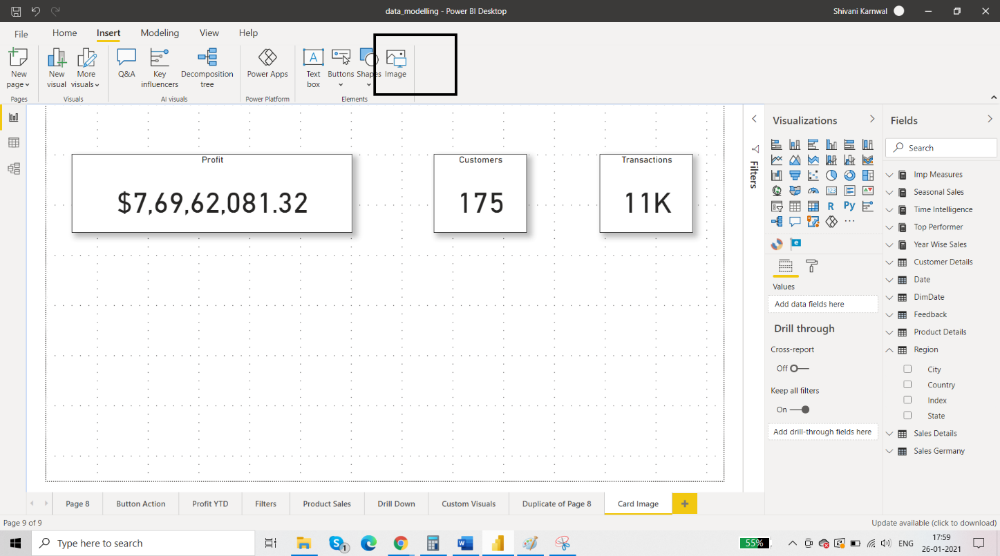 data_modelling - Power BI Desktop
Shivani Karnwal
File
Home
Insert
Modeling
View
Help
New
page
Pages
New
visual
More
visuals
Visuals
Q&A
Key
influencers
Decomposition
tree
AI visuals
Power Apps
Power Platform
Text
box
Buttons
Shapes
Image
Elements
Profit
$7,69,62,081.32
Customers
175
Transactions
11K
Filters
Visualizations
123
R
Py
Values
Add data fields here
Drill through
Cross-report
Off
Keep all filters
On
Add drill-through fields here
Fields
Search
Imp Measures
Seasonal Sales
Time Intelligence
Top Performer
Year Wise Sales
Customer Details
Date
DimDate
Feedback
Product Details
Region
City
Country
Index
State
Sales Details
Sales Germany
Page 8
Button Action
Profit YTD
Filters
Product Sales
Drill Down
Custom Visuals
Duplicate of Page 8
Card Image
+
Page 9 of 9
Update available (click to download)
Type here to search
55%
ENG
17:59
26-01-2021